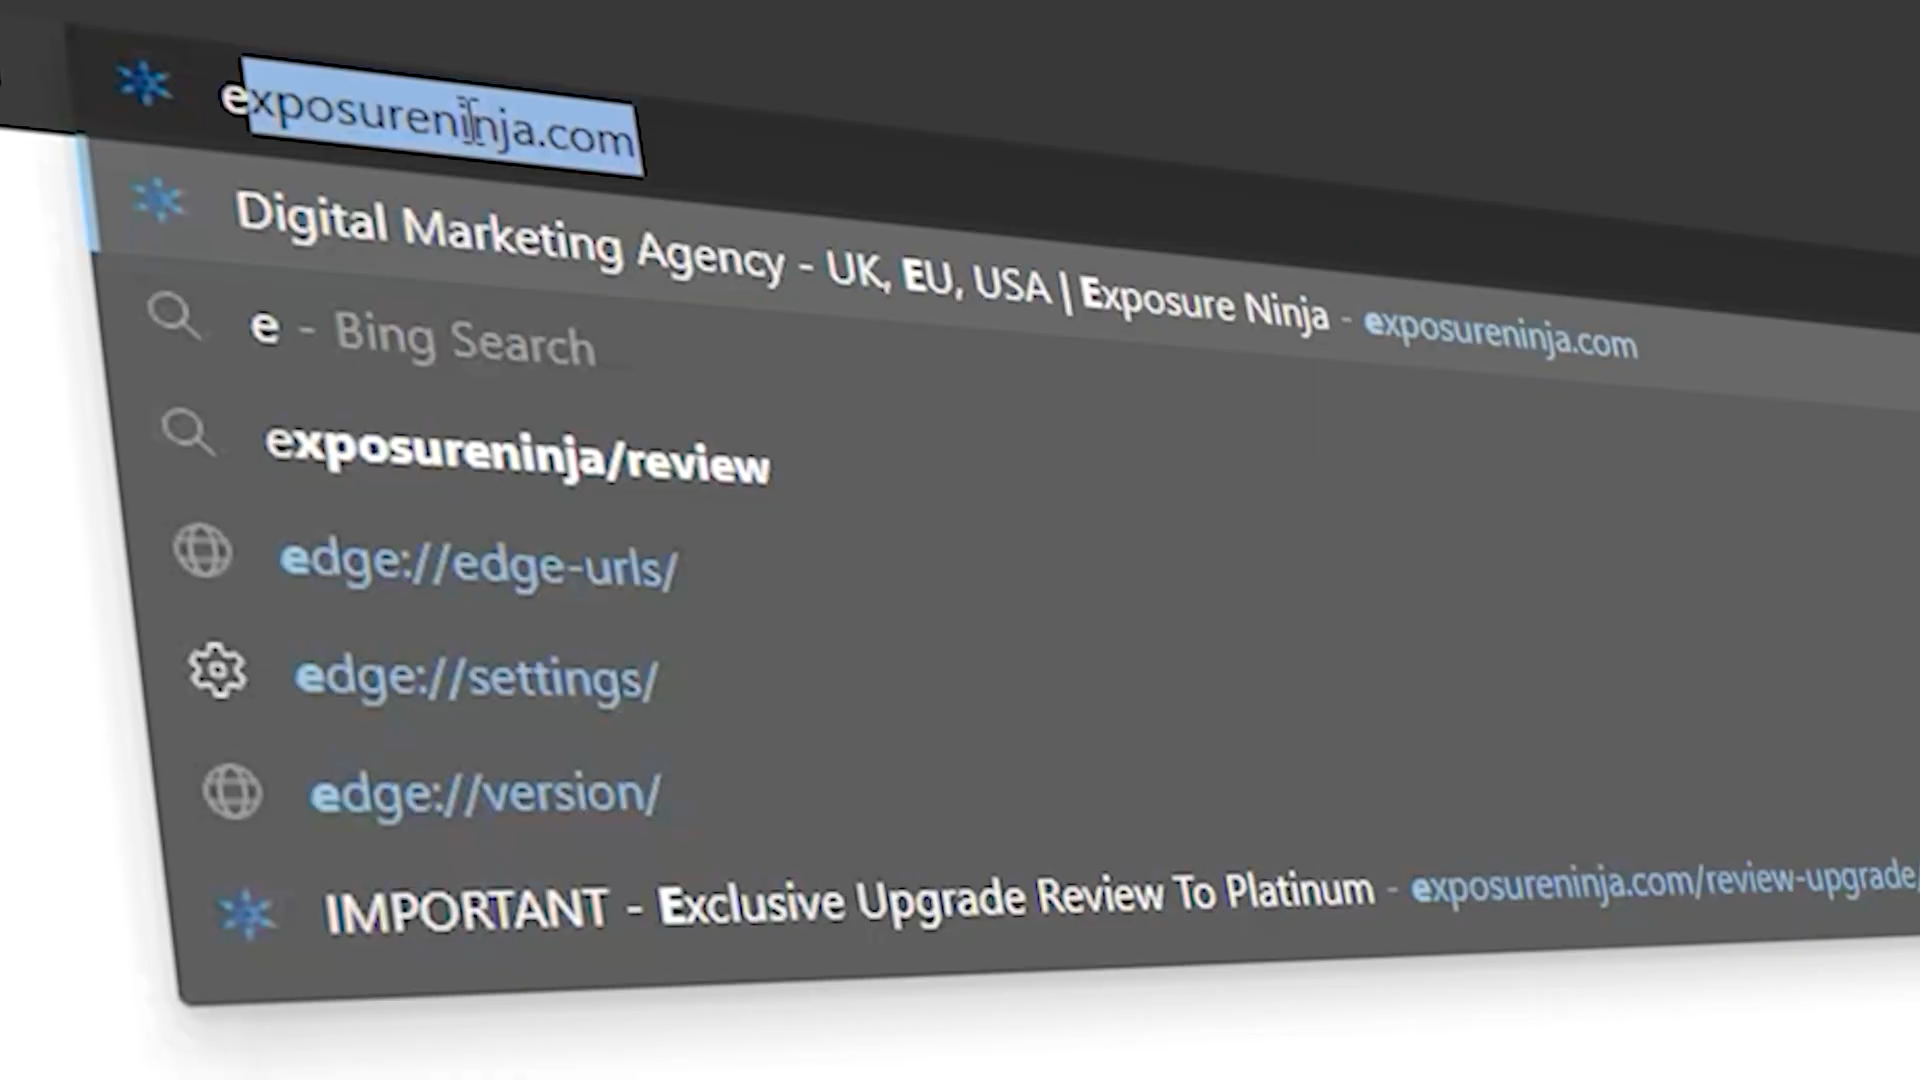 exposureninja.com
Digital Marketing Agency - UK, EU, USA | Exposure Ninja - exposureninja.com
e - Bing Search
exposureninja/review
edge://edge-urls/
edge://settings/
edge://version/
IMPORTANT - Exclusive Upgrade Review To Platinum - exposureninja.com/review-upgrade/